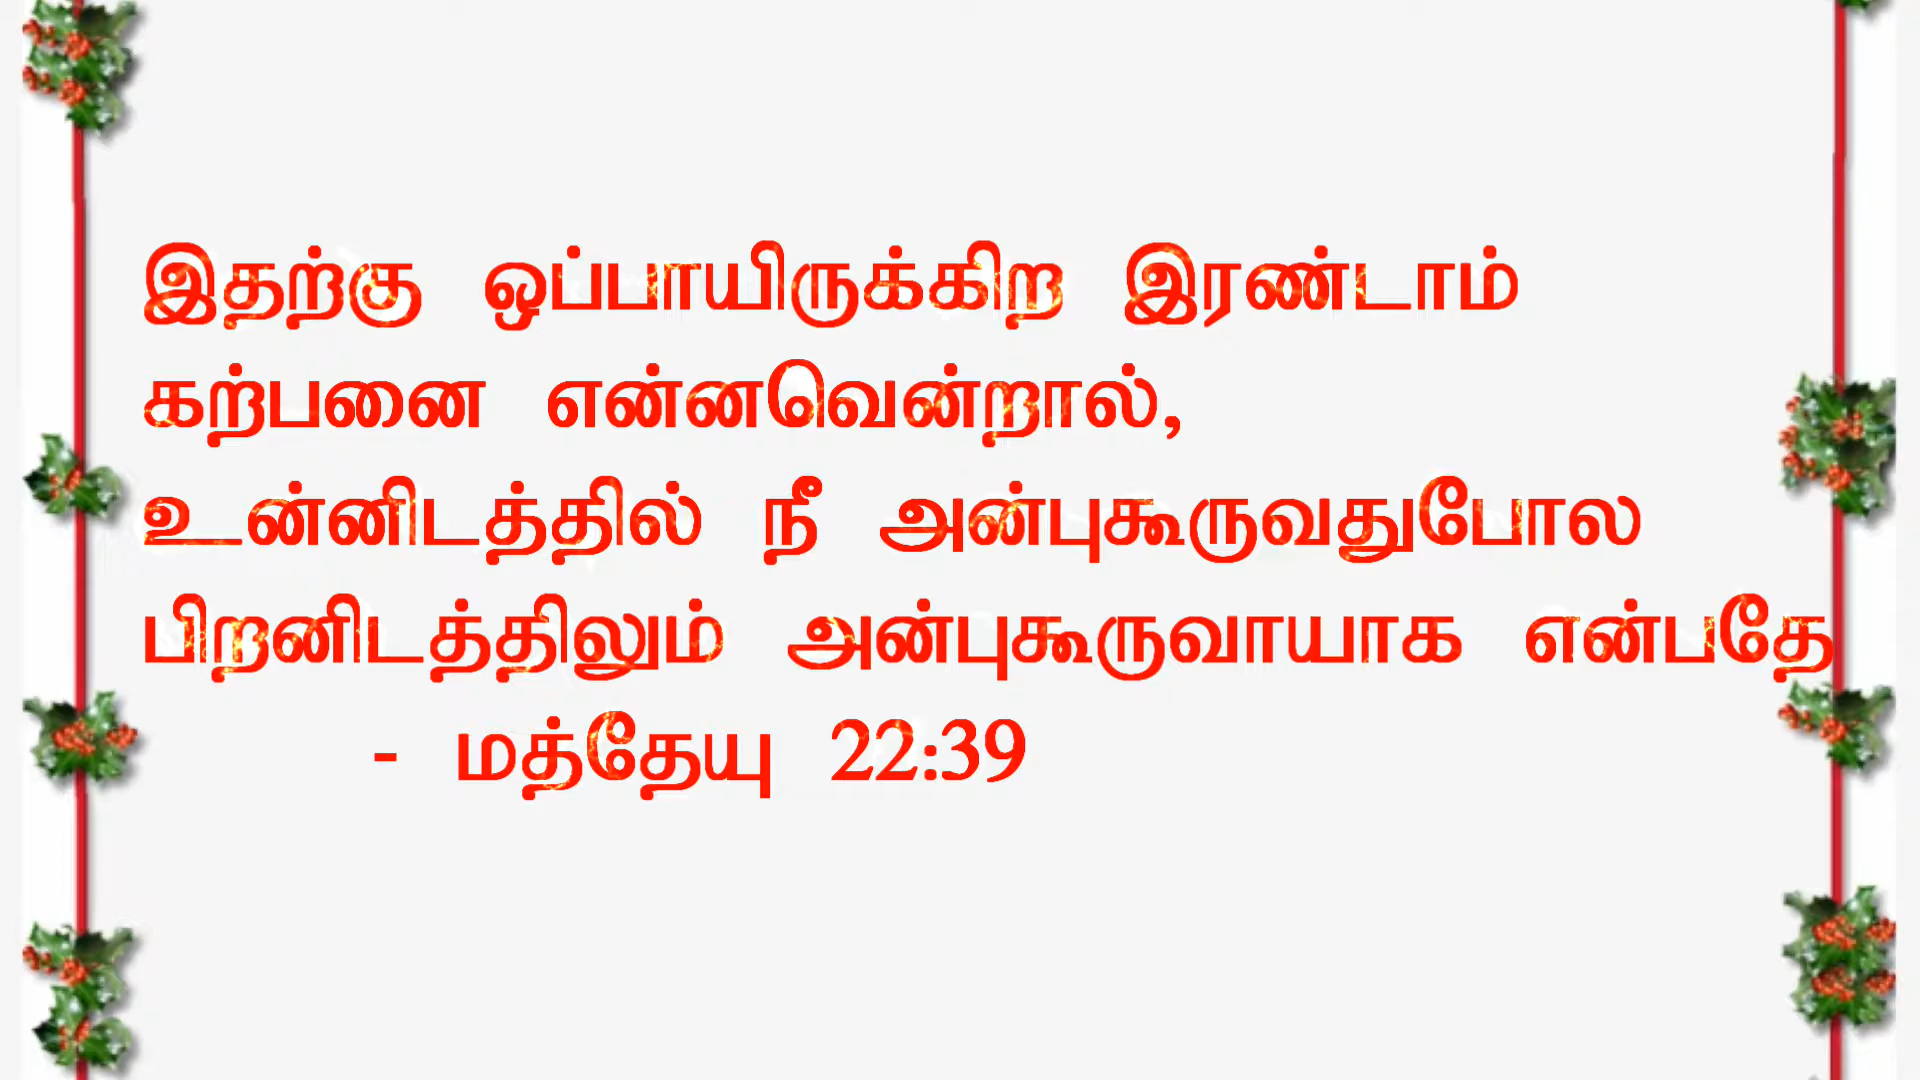 இதற்கு ஒப்பாயிருக்கிற இரண்டாம்
கற்பனை என்னவென்றால்,
உன்னிடத்தில் நீ அன்புகூருவதுபோல
பிறனிடத்திலும் அன்புகூருவாயாக என்பதே
- மத்தேயு 22:39